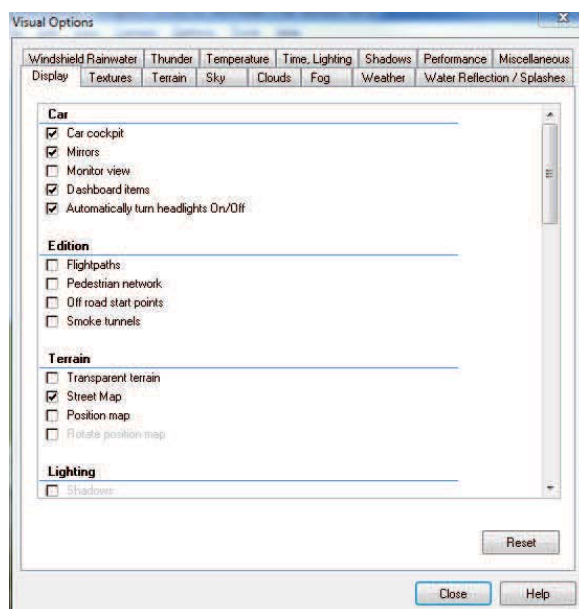 Visual Options
Windshield Rainwater Thunder Temperature Time, Lighting Shadows Performance Miscellaneous
Display Textures Terrain Sky Clouds Fog Weather Water Reflection / Splashes
Car
Car cockpit
Mirrors
Monitor view
Dashboard items
Automatically turn headlights On/Off
Edition
Flightpaths
Pedestrian network
Off road start points
Smoke tunnels
Terrain
Transparent terrain
Street Map
Position map
Rotate position map
Lighting
Shadows
Reset
Close Help